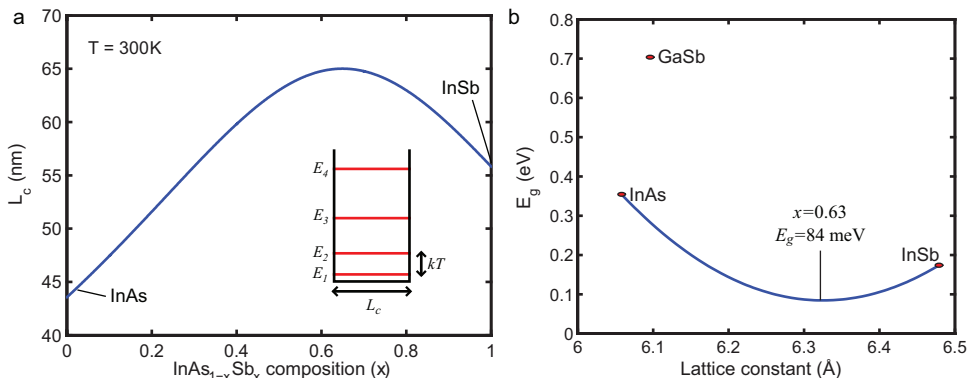 a
T = 300K
L_c (nm)
70
65
60
55
50
45
40
0
0.2
0.4
0.6
0.8
1
InAs
InSb
E_4
E_3
E_2
E_1
kT
L_c
InAs_{1−x}Sb_x composition (x)
b
E_g (eV)
0.8
0.7
0.6
0.5
0.4
0.3
0.2
0.1
0
GaSb
InAs
x=0.63
E_g=84 meV
InSb
6
6.1
6.2
6.3
6.4
6.5
Lattice constant (Å)